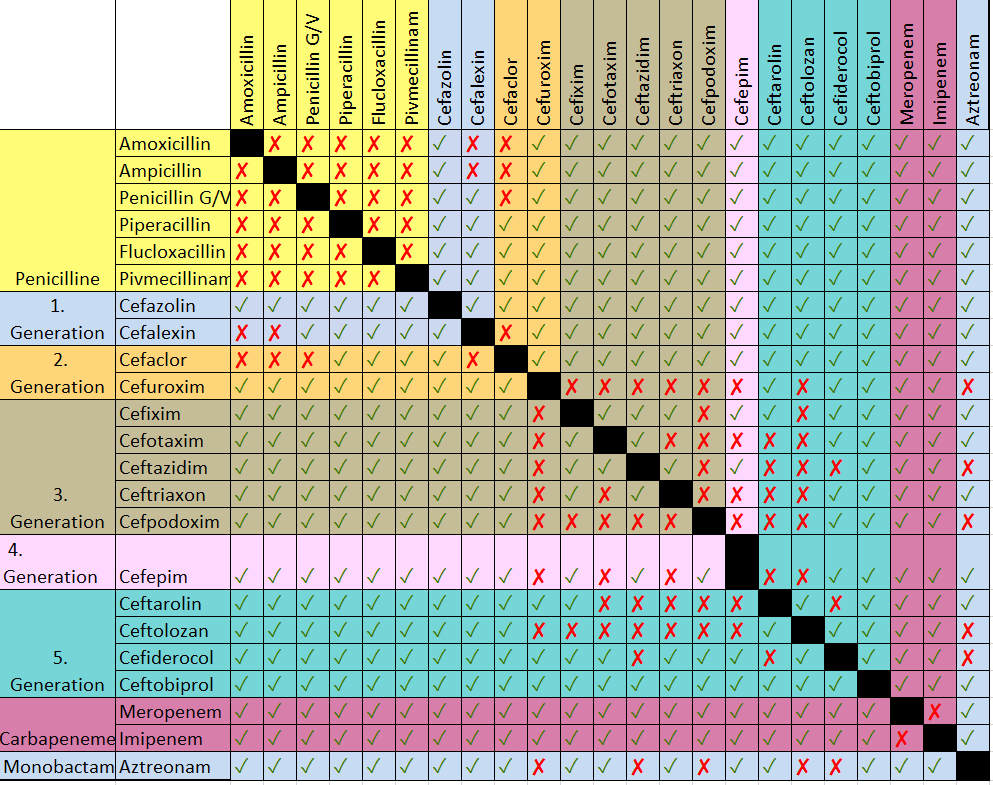 Amoxicillin
Ampicillin
Penicillin G/V
Piperacillin
Flucloxacillin
Pivmecillinam
Cefazolin
Cefalexin
Cefaclor
Cefuroxim
Cefixim
Cefotaxim
Ceftazidim
Ceftriaxon
Cefpodoxim
Cefepim
Ceftarolin
Ceftolozan
Cefiderocol
Ceftobiprol
Meropenem
Imipenem
Aztreonam
Amoxicillin
Ampicillin
Penicillin G/V
Piperacillin
Flucloxacillin
Penicilline Pivmecillinam
1. Cefazolin
Generation Cefalexin
2. Cefaclor
Generation Cefuroxim
Cefixim
Cefotaxim
Ceftazidim
3. Ceftriaxon
Generation Cefpodoxim
4.
Generation Cefepim
Ceftarolin
Ceftolozan
5. Cefiderocol
Generation Ceftobiprol
Meropenem
Carbapeneme Imipenem
Monobactam Aztreonam